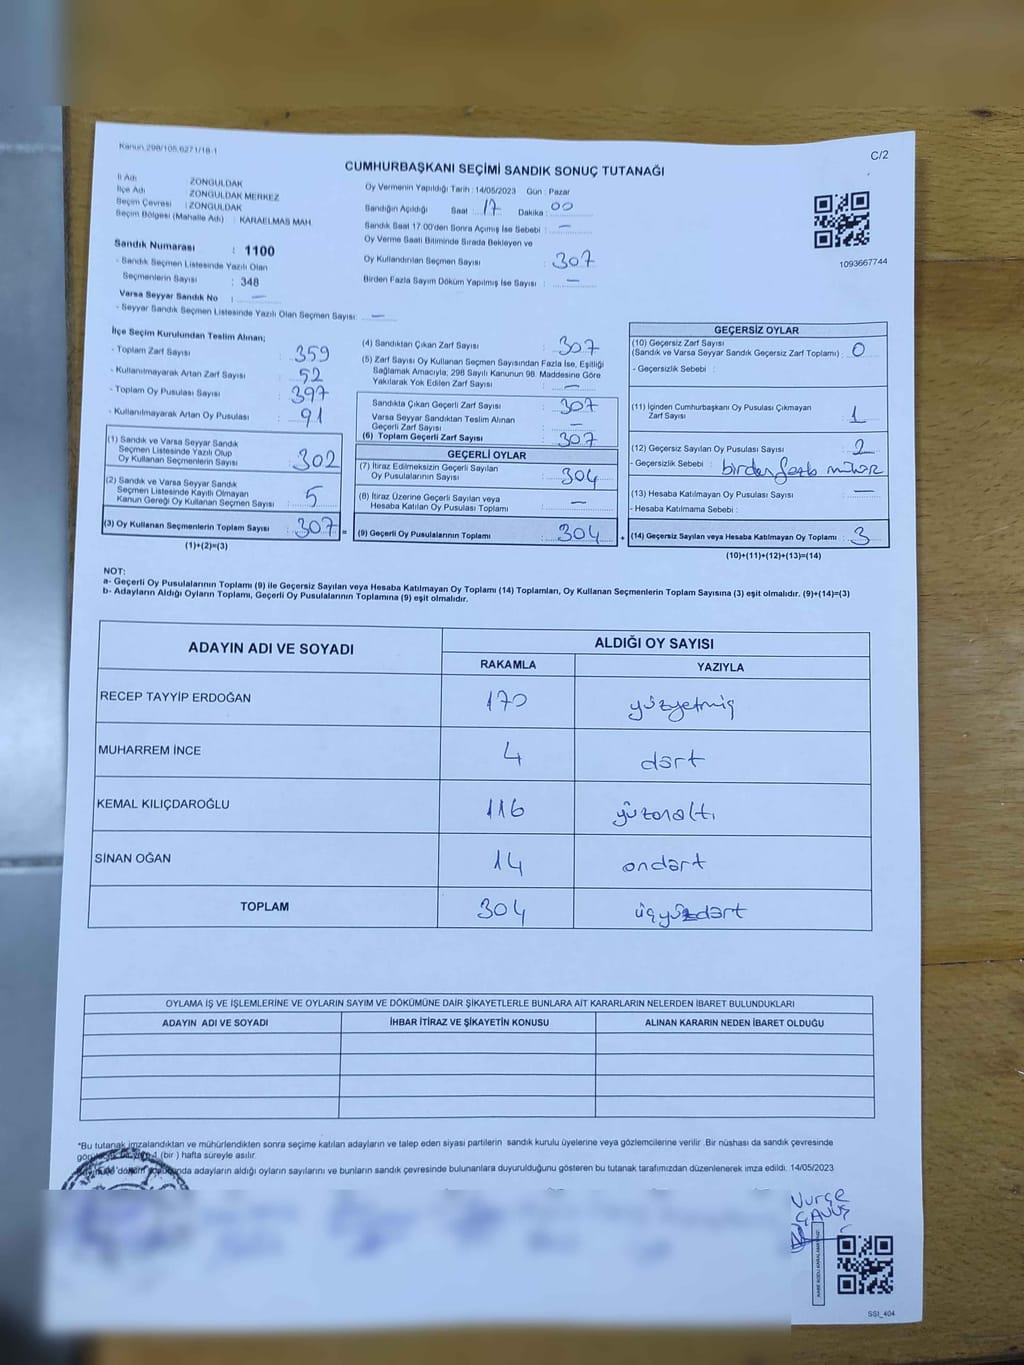 Kanun 298/105,6271/18-1
C/2
CUMHURBAŞKANI SEÇİMİ SANDIK SONUÇ TUTANAĞI
İl Adı : ZONGULDAK
İlçe Adı : ZONGULDAK MERKEZ
Seçim Çevresi : ZONGULDAK
Seçim Bölgesi (Mahalle Adı) : KARAELMAS MAH.
Sandık Numarası : 1100
- Sandık Seçmen Listesinde Yazılı Olan
Seçmenlerin Sayısı : 348
Varsa Seyyar Sandık No : —
- Seyyar Sandık Seçmen Listesinde Yazılı Olan Seçmen Sayısı: —
Oy Vermenin Yapıldığı Tarih : 14/05/2023 Gün : Pazar
Sandığın Açıldığı Saat : 17 Dakika : 00
Sandık Saat 17.00'den Sonra Açılmış İse Sebebi : —
Oy Verme Saati Bitiminde Sırada Bekleyen ve
Oy Kullandırılan Seçmen Sayısı : 307
Birden Fazla Sayım Döküm Yapılmış İse Sayısı : —
1093667744
İlçe Seçim Kurulundan Teslim Alınan;
- Toplam Zarf Sayısı : 359
- Kullanılmayarak Artan Zarf Sayısı : 52
- Toplam Oy Pusulası Sayısı : 397
- Kullanılmayarak Artan Oy Pusulası : 91
(1) Sandık ve Varsa Seyyar Sandık
Seçmen Listesinde Yazılı Olup
Oy Kullanan Seçmenlerin Sayısı : 302
(2) Sandık ve Varsa Seyyar Sandık
Seçmen Listesinde Kayıtlı Olmayan
Kanun Gereği Oy Kullanan Seçmen Sayısı : 5
(3) Oy Kullanan Seçmenlerin Toplam Sayısı : 307 =
(1)+(2)=(3)
(4) Sandıktan Çıkan Zarf Sayısı : 307
(5) Zarf Sayısı Oy Kullanan Seçmen Sayısından Fazla İse, Eşitliği
Sağlamak Amacıyla; 298 Sayılı Kanunun 98. Maddesine Göre
Yakılarak Yok Edilen Zarf Sayısı : —
Sandıkta Çıkan Geçerli Zarf Sayısı : 307
Varsa Seyyar Sandıktan Teslim Alınan
Geçerli Zarf Sayısı : —
(6) Toplam Geçerli Zarf Sayısı : 307
GEÇERLİ OYLAR
(7) İtiraz Edilmeksizin Geçerli Sayılan
Oy Pusulalarının Sayısı : 304
(8) İtiraz Üzerine Geçerli Sayılan veya
Hesaba Katılan Oy Pusulası Toplamı : —
(9) Geçerli Oy Pusulalarının Toplamı : 304 +
GEÇERSİZ OYLAR
(10) Geçersiz Zarf Sayısı
(Sandık ve Varsa Seyyar Sandık Geçersiz Zarf Toplamı) : 0
- Geçersizlik Sebebi :
(11) İçinden Cumhurbaşkanı Oy Pusulası Çıkmayan
Zarf Sayısı : 1
(12) Geçersiz Sayılan Oy Pusulası Sayısı : 2
- Geçersizlik Sebebi : birden fazla mühür
(13) Hesaba Katılmayan Oy Pusulası Sayısı : —
- Hesaba Katılmama Sebebi :
(14) Geçersiz Sayılan veya Hesaba Katılmayan Oy Toplamı : 3
(10)+(11)+(12)+(13)=(14)
NOT:
a- Geçerli Oy Pusulalarının Toplamı (9) ile Geçersiz Sayılan veya Hesaba Katılmayan Oy Toplamı (14) Toplamları, Oy Kullanan Seçmenlerin Toplam Sayısına (3) eşit olmalıdır. (9)+(14)=(3)
b- Adayların Aldığı Oyların Toplamı, Geçerli Oy Pusulalarının Toplamına (9) eşit olmalıdır.
ADAYIN ADI VE SOYADI
ALDIĞI OY SAYISI
RAKAMLA YAZIYLA
RECEP TAYYİP ERDOĞAN 170 yüzyetmiş
MUHARREM İNCE 4 dört
KEMAL KILIÇDAROĞLU 116 yüzonaltı
SİNAN OĞAN 14 ondört
TOPLAM 304 üçyüzdört
OYLAMA İŞ VE İŞLEMLERİNE VE OYLARIN SAYIM VE DÖKÜMÜNE DAİR ŞİKAYETLERLE BUNLARA AİT KARARLARIN NELERDEN İBARET BULUNDUKLARI
ADAYIN ADI VE SOYADI İHBAR İTİRAZ VE ŞİKAYETİN KONUSU ALINAN KARARIN NEDEN İBARET OLDUĞU
*Bu tutanak imzalandıktan ve mühürlendikten sonra seçime katılan adayların ve talep eden siyasi partilerin sandık kurulu üyelerine veya gözlemcilerine verilir .Bir nüshası da sandık çevresinde
1 (bir ) hafta süreyle asılır.
adayların aldığı oyların sayılarını ve bunların sandık çevresinde bulunanlara duyurulduğunu gösteren bu tutanak tarafımızdan düzenlenerek imza edildi. 14/05/2023
Nurçe
ÇAVUŞ
SSI_404